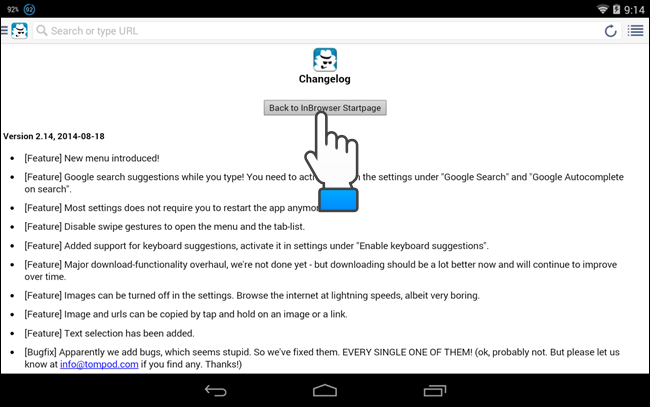 92% 92 9:14
Search or type URL
Changelog
Back to InBrowser Startpage
Version 2.14, 2014-08-18
• [Feature] New menu introduced!
• [Feature] Google search suggestions while you type! You need to in the settings under "Google Search" and "Google Autocomplete
on search".
• [Feature] Most settings does not require you to restart the app
• [Feature] Disable swipe gestures to open the menu and the tab-list.
• [Feature] Added support for keyboard suggestions, activate it in settings under "Enable keyboard suggestions".
• [Feature] Major download-functionality overhaul, we're not done yet - but downloading should be a lot better now and will continue to improve
over time.
• [Feature] Images can be turned off in the settings. Browse the internet at lightning speeds, albeit very boring.
• [Feature] Image and urls can be copied by tap and hold on an image or a link.
• [Feature] Text selection has been added.
• [Bugfix] Apparently we add bugs, which seems stupid. So we've fixed them. EVERY SINGLE ONE OF THEM! (ok, probably not. But please let us
know at info@tompod.com if you find any. Thanks!)